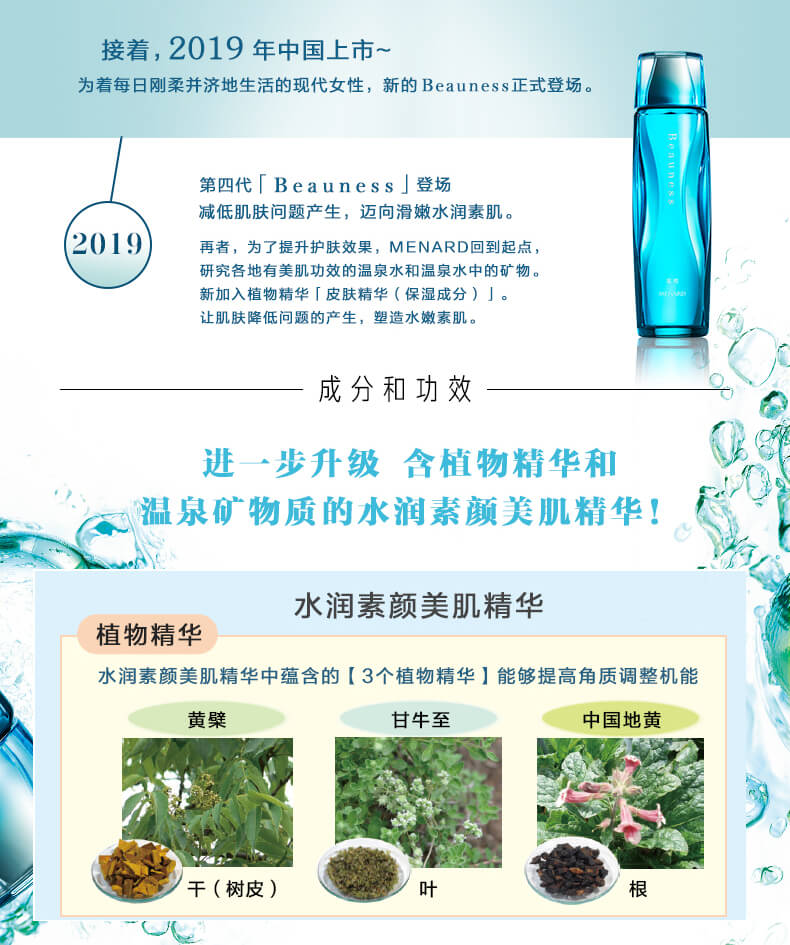 接着，2019 年中国上市~
为着每日刚柔并济地生活的现代女性，新的Beauness正式登场。
Beauness
MENARD
2019
第四代「Beauness」登场
减低肌肤问题产生，迈向滑嫩水润素肌。
再者，为了提升护肤效果，MENARD回到起点，
研究各地有美肌功效的温泉水和温泉水中的矿物。
新加入植物精华「皮肤精华（保湿成分）」。
让肌肤降低问题的产生，塑造水嫩素肌。
成分和功效
进一步升级 含植物精华和
温泉矿物质的水润素颜美肌精华！
水润素颜美肌精华
植物精华
水润素颜美肌精华中蕴含的【3个植物精华】能够提高角质调整机能
黄檗
甘牛至
中国地黄
干（树皮）
叶
根